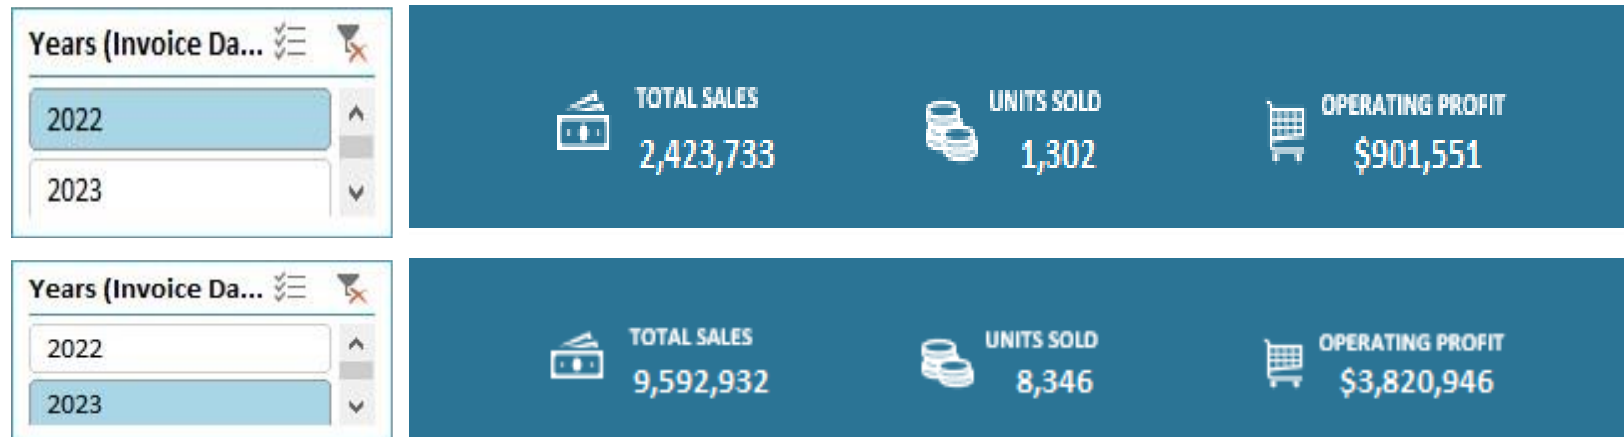 Years (Invoice Da...
2022
2023
TOTAL SALES
2,423,733
UNITS SOLD
1,302
OPERATING PROFIT
$901,551
Years (Invoice Da...
2022
2023
TOTAL SALES
9,592,932
UNITS SOLD
8,346
OPERATING PROFIT
$3,820,946